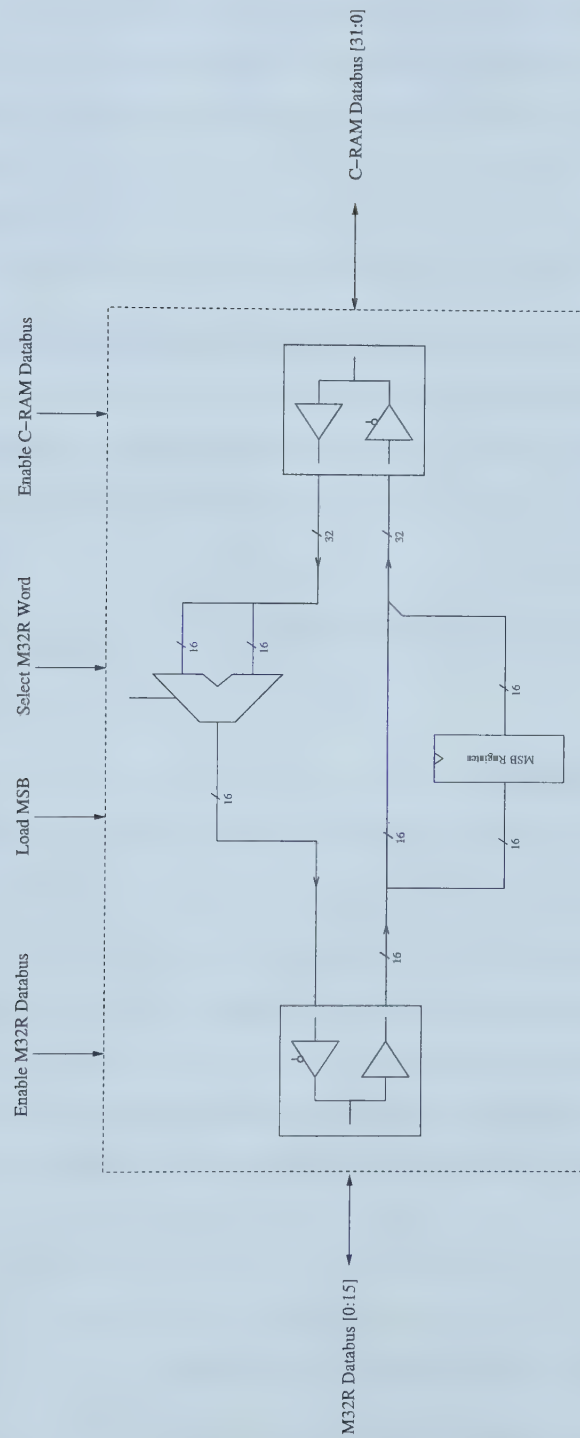 Enable M32R Databus
Load MSB
Select M32R Word
Enable C−RAM Databus
M32R Databus [0:15]
C−RAM Databus [31:0]
16
16
16
32
16
16
32
16
16
MSB Register